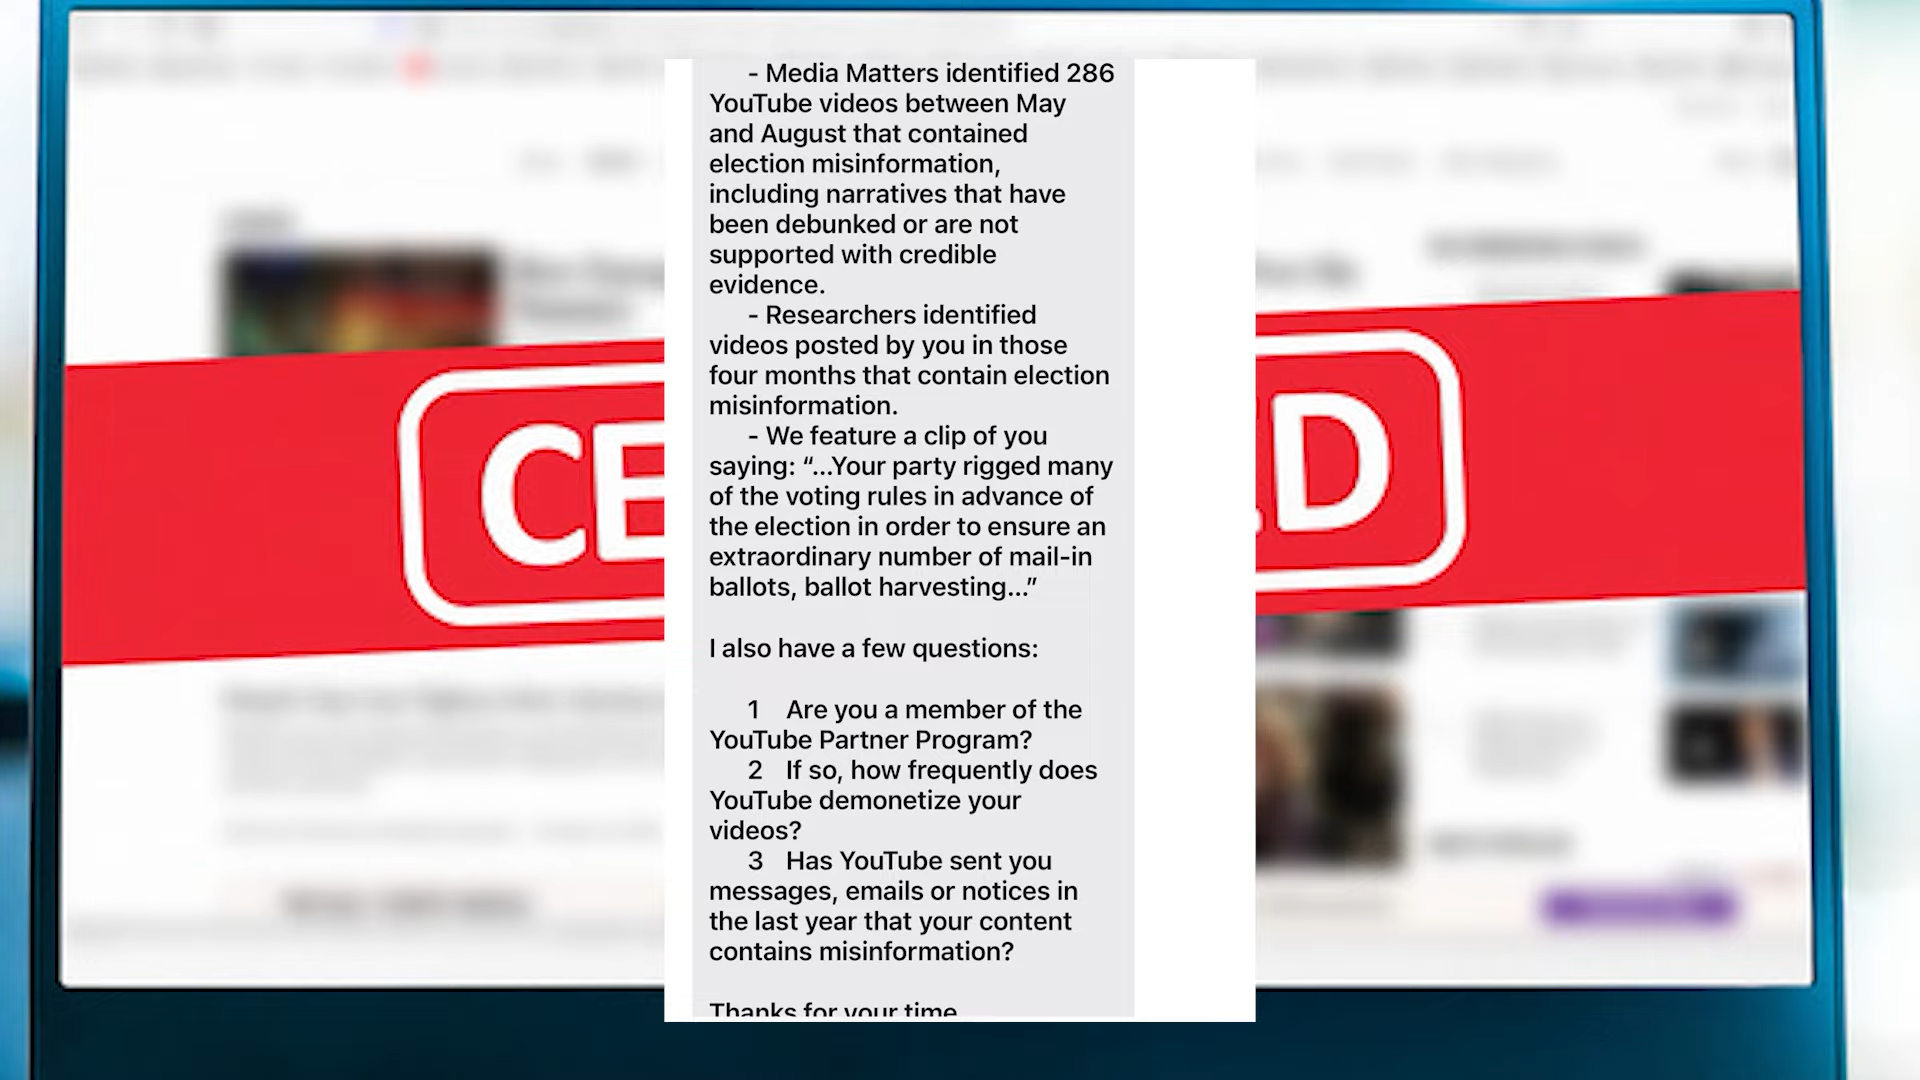 - Media Matters identified 286
YouTube videos between May
and August that contained
election misinformation,
including narratives that have
been debunked or are not
supported with credible
evidence.
- Researchers identified
videos posted by you in those
four months that contain election
misinformation.
- We feature a clip of you
saying: “...Your party rigged many
of the voting rules in advance of
the election in order to ensure an
extraordinary number of mail-in
ballots, ballot harvesting...”
I also have a few questions:
1 Are you a member of the
YouTube Partner Program?
2 If so, how frequently does
YouTube demonetize your
videos?
3 Has YouTube sent you
messages, emails or notices in
the last year that your content
contains misinformation?
Thanks for your time
CE
D